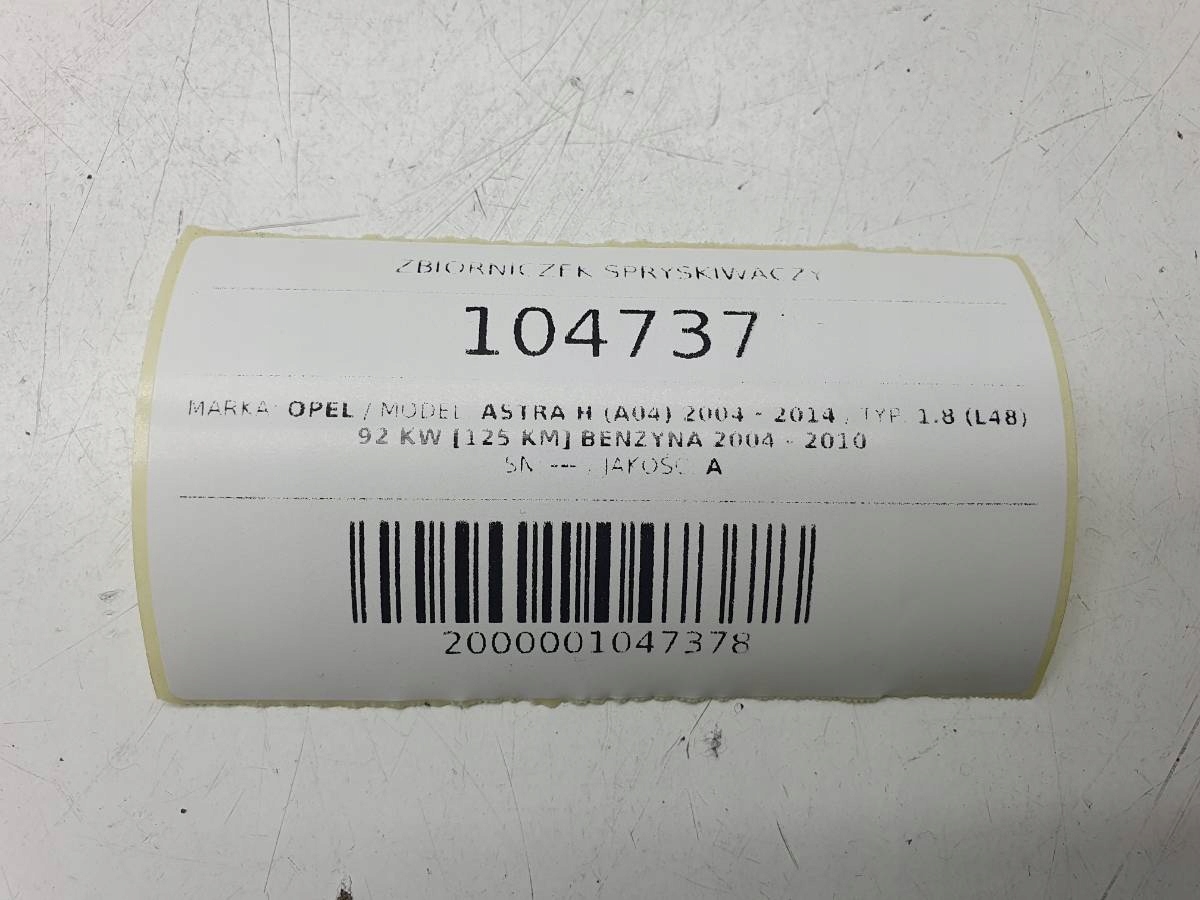 ZBIORNICZEK SPRYSKIWACZY
104737
MARKA: OPEL / MODEL: ASTRA H (A04) 2004 - 2014 / TYP: 1.8 (L48)
92 KW [125 KM] BENZYNA 2004 - 2010
SN: --- / JAKOŚĆ: A
2000001047378